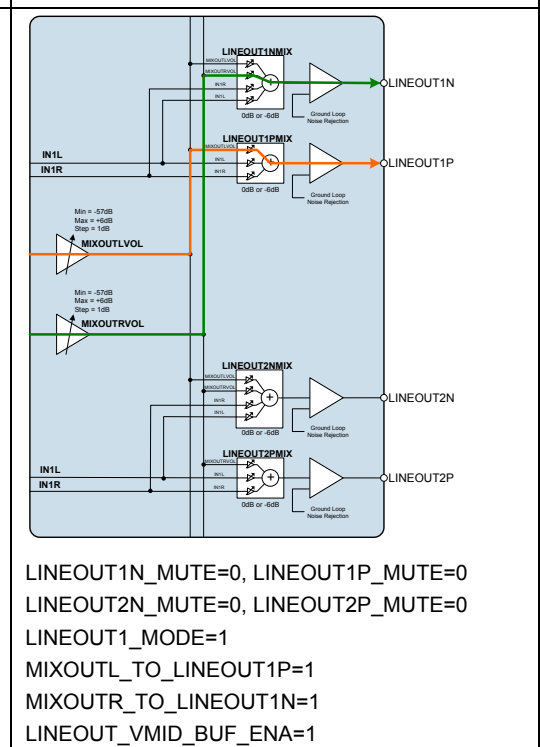 LINEOUT1NMIX
MIXOUTLVOL
MIXOUTRVOL
IN1R
IN1L
0dB or -6dB
Ground Loop
Noise Rejection
LINEOUT1N
LINEOUT1PMIX
MIXOUTLVOL
IN1L
IN1R
0dB or -6dB
Ground Loop
Noise Rejection
LINEOUT1P
IN1L
IN1R
Min = -57dB
Max = +6dB
Step = 1dB
MIXOUTLVOL
Min = -57dB
Max = +6dB
Step = 1dB
MIXOUTRVOL
LINEOUT2NMIX
MIXOUTLVOL
MIXOUTRVOL
IN1R
IN1L
0dB or -6dB
Ground Loop
Noise Rejection
LINEOUT2N
LINEOUT2PMIX
MIXOUTRVOL
IN1L
IN1R
0dB or -6dB
Ground Loop
Noise Rejection
LINEOUT2P
IN1L
IN1R
LINEOUT1N_MUTE=0, LINEOUT1P_MUTE=0
LINEOUT2N_MUTE=0, LINEOUT2P_MUTE=0
LINEOUT1_MODE=1
MIXOUTL_TO_LINEOUT1P=1
MIXOUTR_TO_LINEOUT1N=1
LINEOUT_VMID_BUF_ENA=1